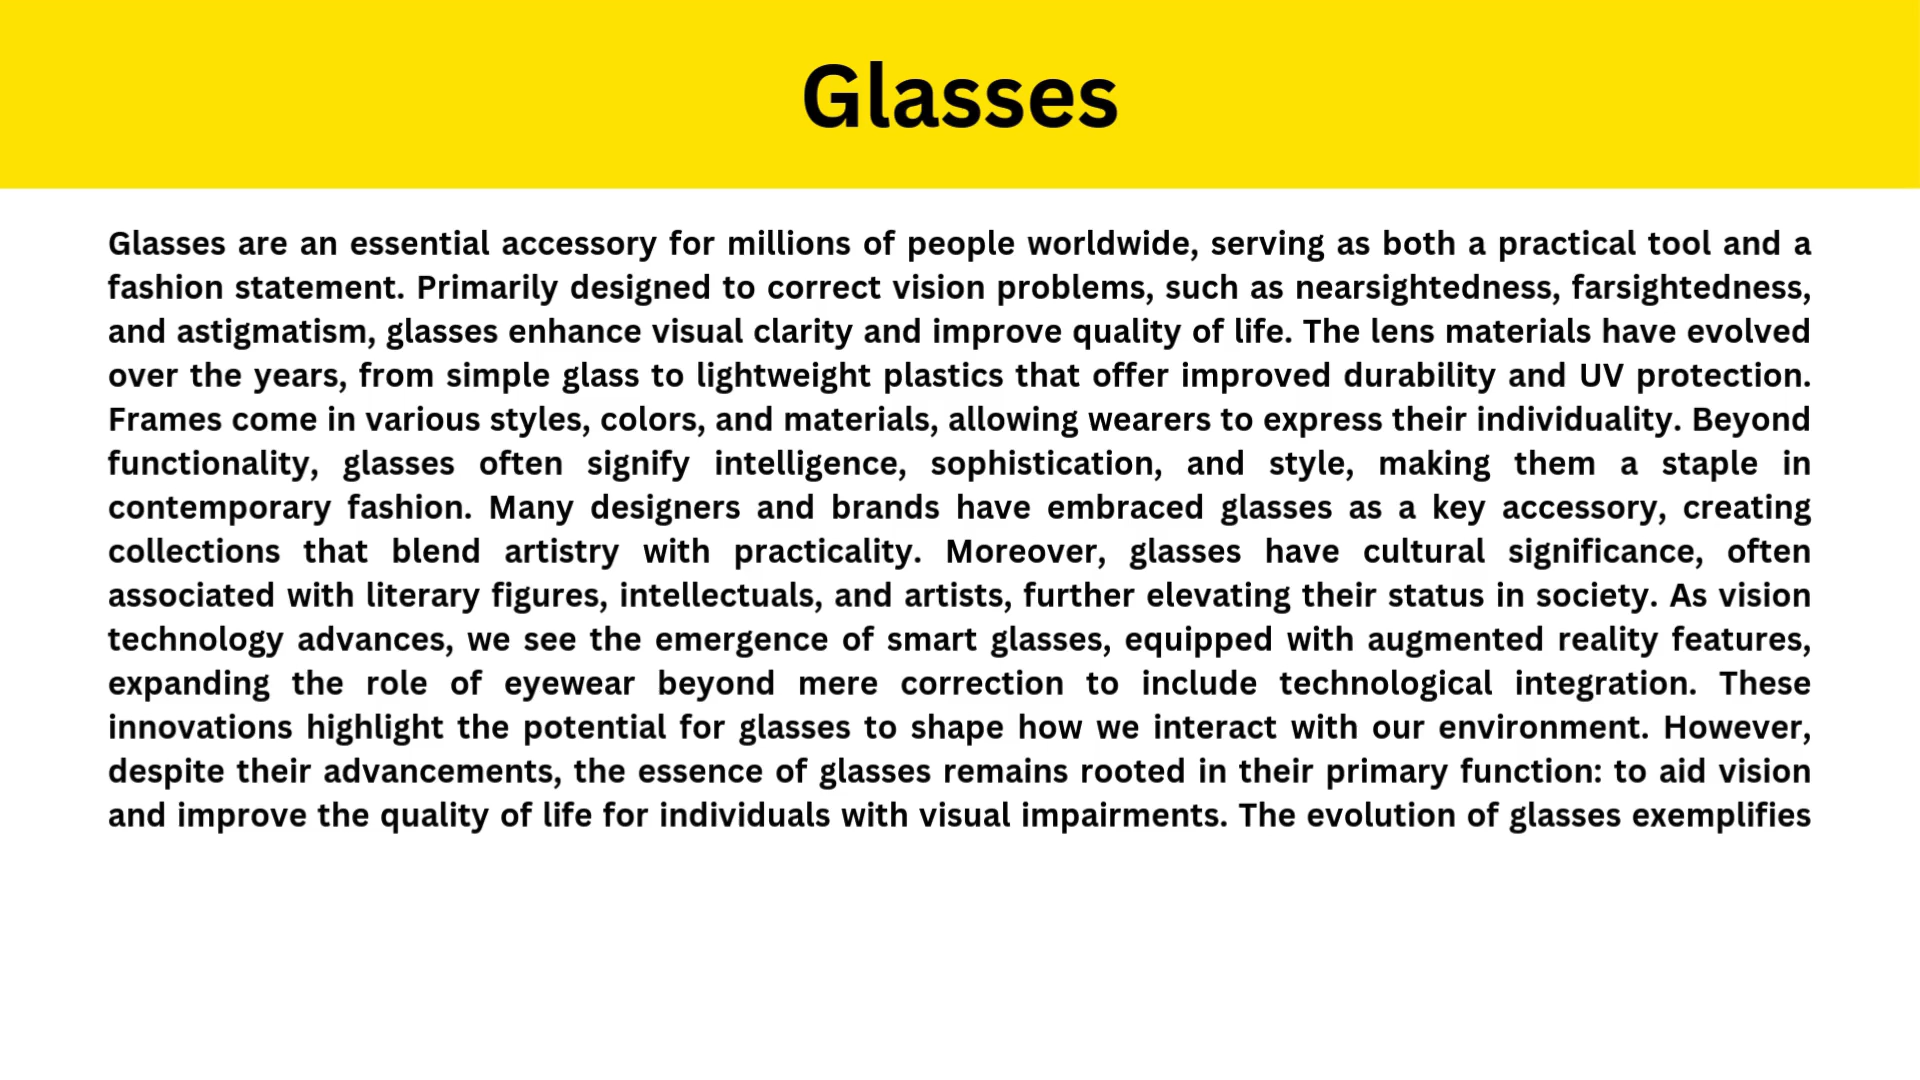 Glasses
Glasses are an essential accessory for millions of people worldwide, serving as both a practical tool and a
fashion statement. Primarily designed to correct vision problems, such as nearsightedness, farsightedness,
and astigmatism, glasses enhance visual clarity and improve quality of life. The lens materials have evolved
over the years, from simple glass to lightweight plastics that offer improved durability and UV protection.
Frames come in various styles, colors, and materials, allowing wearers to express their individuality. Beyond
functionality, glasses often signify intelligence, sophistication, and style, making them a staple in
contemporary fashion. Many designers and brands have embraced glasses as a key accessory, creating
collections that blend artistry with practicality. Moreover, glasses have cultural significance, often
associated with literary figures, intellectuals, and artists, further elevating their status in society. As vision
technology advances, we see the emergence of smart glasses, equipped with augmented reality features,
expanding the role of eyewear beyond mere correction to include technological integration. These
innovations highlight the potential for glasses to shape how we interact with our environment. However,
despite their advancements, the essence of glasses remains rooted in their primary function: to aid vision
and improve the quality of life for individuals with visual impairments. The evolution of glasses exemplifies